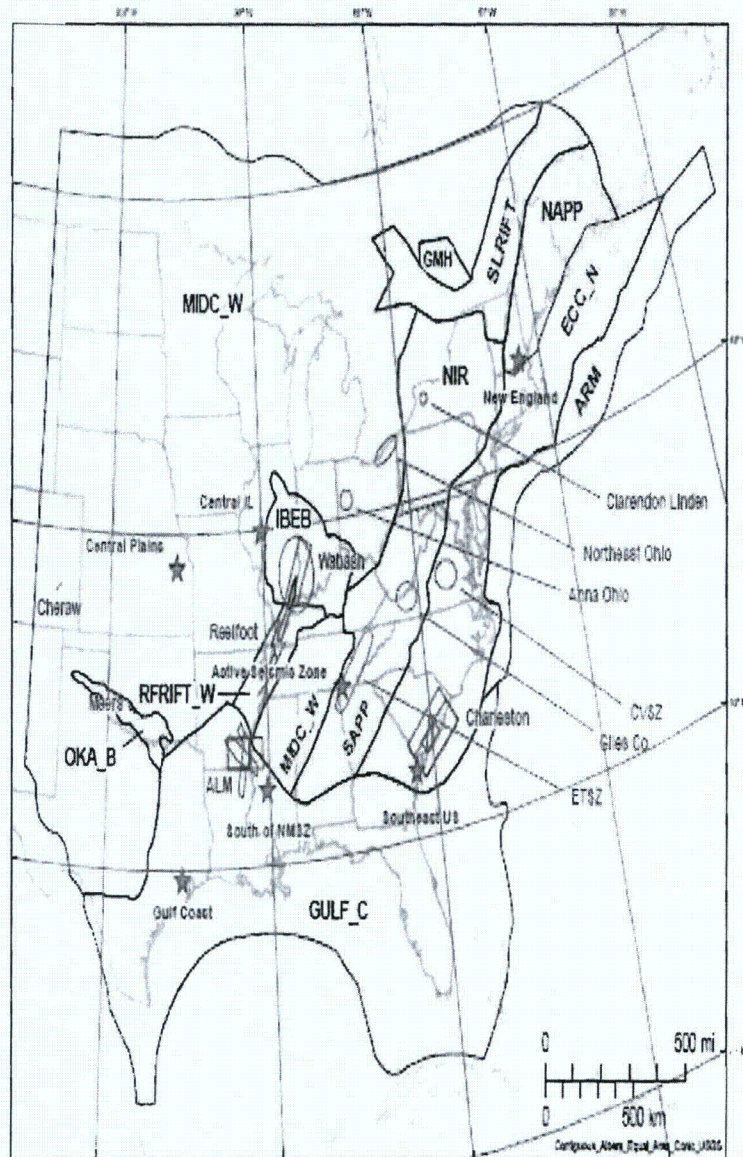 GMH
SLRIFT
NAPP
MIDC_W
ECC_N
ARM
NIR
New England
Clarendon Linden
Central IL
IBEB
Northeast Ohio
Central Plains
Wabash
Anna Ohio
Cheraw
Reelfoot
Active Seismic Zone
RFRIFT_W
Meers
Charleston
CVSZ
MIDC_W
SAPP
Giles Co.
OKA_B
ALM
ETSZ
South of NMSZ
Southeast US
Gulf Coast
GULF_C
0 500 mi
0 500 km
Contiguous_Albers_Equal_Area_Conic_USGS